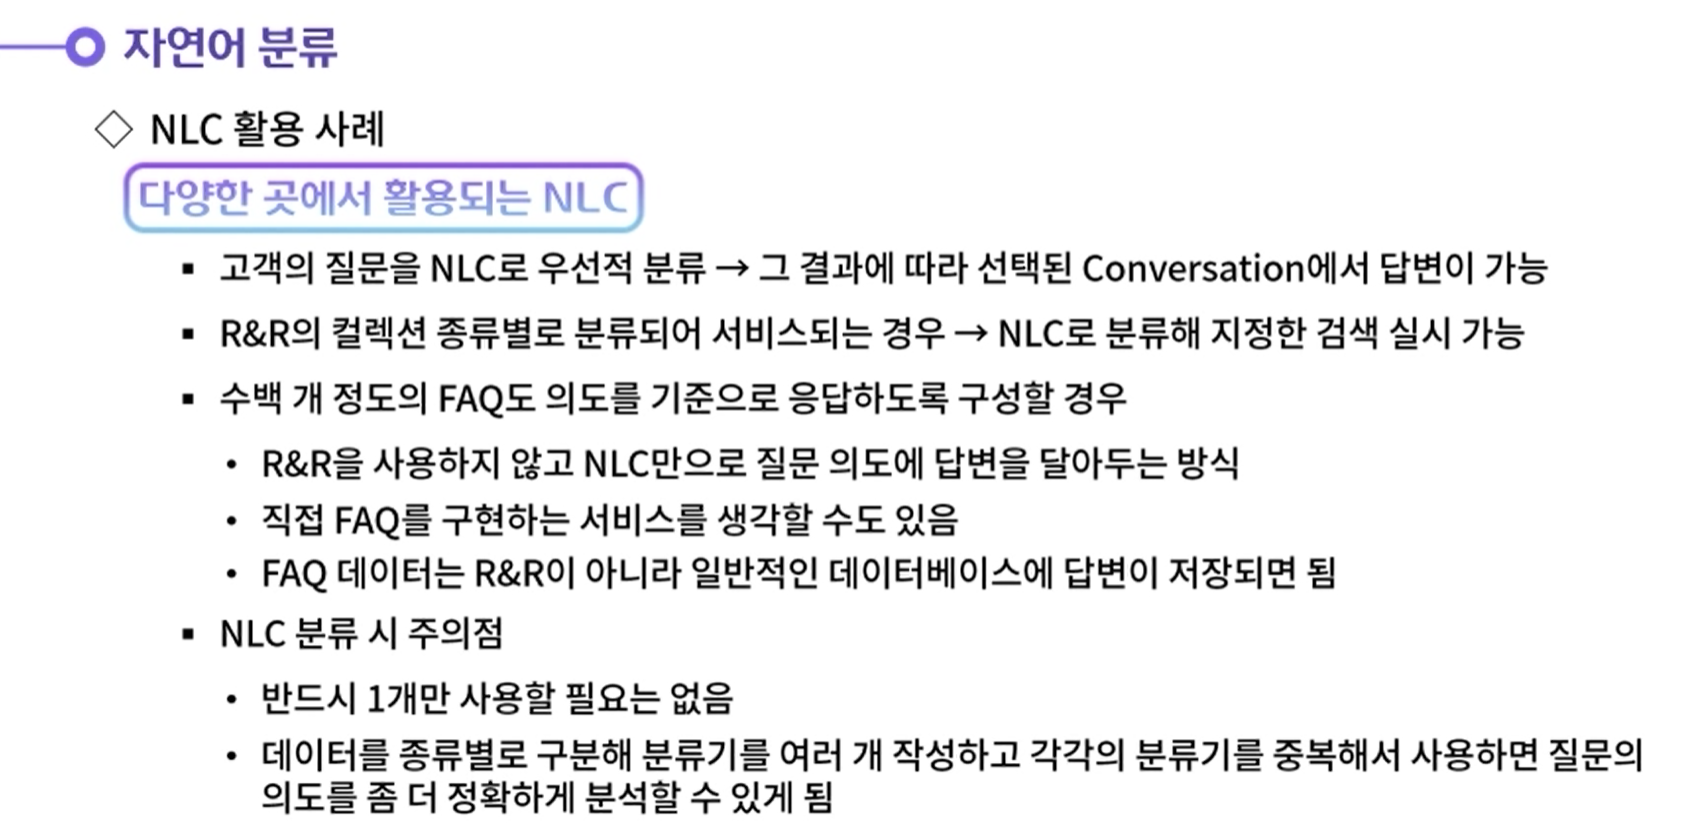 자연어 분류
◇ NLC 활용 사례
다양한 곳에서 활용되는 NLC
▪ 고객의 질문을 NLC로 우선적 분류 → 그 결과에 따라 선택된 Conversation에서 답변이 가능
▪ R&R의 컬렉션 종류별로 분류되어 서비스되는 경우 → NLC로 분류해 지정한 검색 실시 가능
▪ 수백 개 정도의 FAQ도 의도를 기준으로 응답하도록 구성할 경우
• R&R을 사용하지 않고 NLC만으로 질문 의도에 답변을 달아두는 방식
• 직접 FAQ를 구현하는 서비스를 생각할 수도 있음
• FAQ 데이터는 R&R이 아니라 일반적인 데이터베이스에 답변이 저장되면 됨
▪ NLC 분류 시 주의점
• 반드시 1개만 사용할 필요는 없음
• 데이터를 종류별로 구분해 분류기를 여러 개 작성하고 각각의 분류기를 중복해서 사용하면 질문의
의도를 좀 더 정확하게 분석할 수 있게 됨